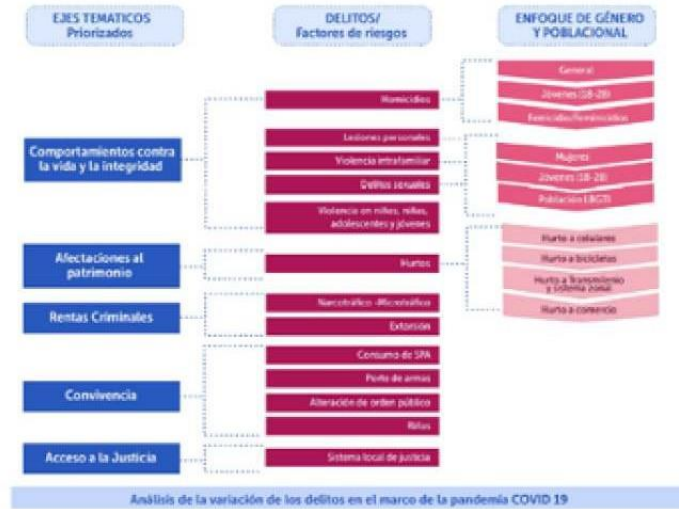 EJES TEMATICOS
Priorizados
DELITOS/
Factores de riesgos
ENFOQUE DE GÉNERO
Y POBLACIONAL
Comportamientos contra
la vida y la integridad
Homicidios
Lesiones personales
Violencia intrafamiliar
Delitos sexuales
Violencia en niños, niñas,
adolescentes y jóvenes
General
Jóvenes (18-28)
Femicidio/Feminicidios
Mujeres
Jóvenes (18-28)
Población LBGTI
Afectaciones al
patrimonio
Hurtos
Hurto a celulares
Hurto a bicicletas
Hurto a Transmilenio
y sistema zonal
Hurto a comercio
Rentas Criminales
Narcotráfico -Microtráfico
Extorsión
Convivencia
Consumo de SPA
Porte de armas
Alteración de orden público
Riñas
Acceso a la Justicia
Sistema local de justicia
Análisis de la variación de los delitos en el marco de la pandemia COVID 19